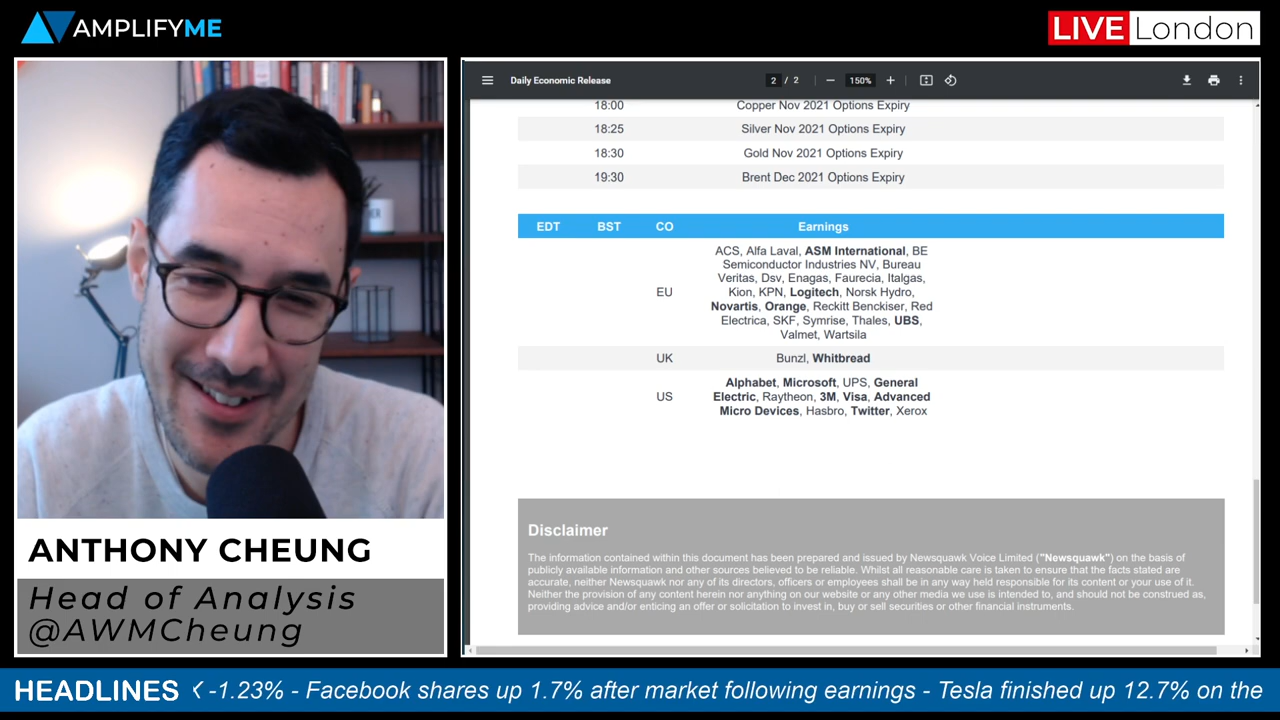 AMPLIFYME
LIVE London
Daily Economic Release
2 / 2
150%
18:00 Copper Nov 2021 Options Expiry
18:25 Silver Nov 2021 Options Expiry
18:30 Gold Nov 2021 Options Expiry
19:30 Brent Dec 2021 Options Expiry
EDT BST CO Earnings
ACS, Alfa Laval, ASM International, BE
Semiconductor Industries NV, Bureau
Veritas, Dsv, Enagas, Faurecia, Italgas,
EU Kion, KPN, Logitech, Norsk Hydro,
Novartis, Orange, Reckitt Benckiser, Red
Electrica, SKF, Symrise, Thales, UBS,
Valmet, Wartsila
UK Bunzl, Whitbread
Alphabet, Microsoft, UPS, General
US Electric, Raytheon, 3M, Visa, Advanced
Micro Devices, Hasbro, Twitter, Xerox
Disclaimer
The information contained within this document has been prepared and issued by Newsquawk Voice Limited ("Newsquawk") on the basis of
publicly available information and other sources believed to be reliable. Whilst all reasonable care is taken to ensure that the facts stated are
accurate, neither Newsquawk nor any of its directors, officers or employees shall be in any way held responsible for its content or your use of it.
Neither the provision of any content herein nor anything on our website or any other media we use is intended to, and should not be construed as,
providing advice and/or enticing an offer or solicitation to invest in, buy or sell securities or other financial instruments.
ANTHONY CHEUNG
Head of Analysis
@AWMCheung
HEADLINES -1.23% - Facebook shares up 1.7% after market following earnings - Tesla finished up 12.7% on the